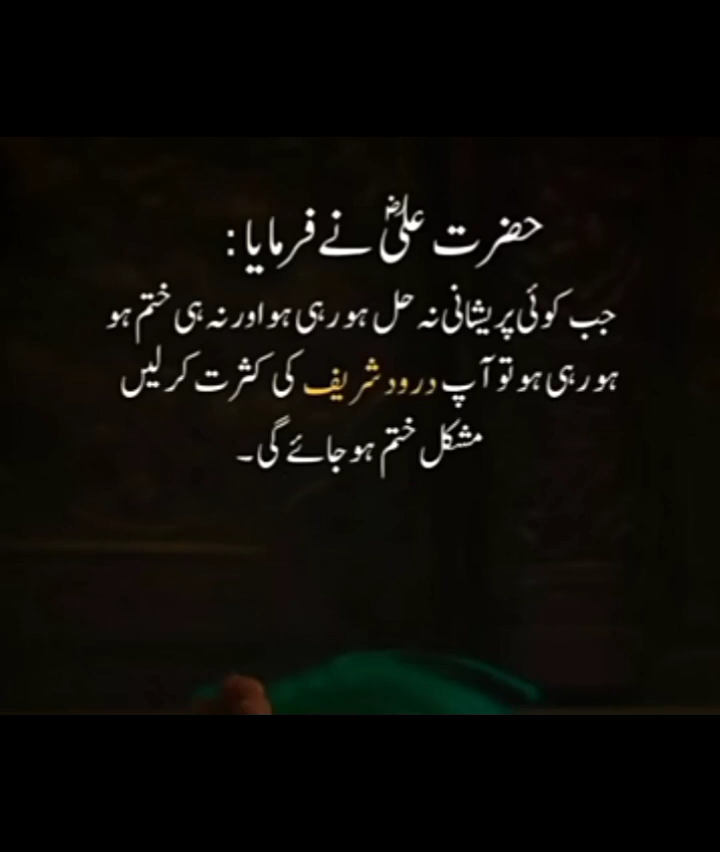 حضرت علیؓ نے فرمایا :
جب کوئی پریشانی نہ حل ہو رہی ہو اور نہ ہی ختم ہو
ہو رہی ہو تو آپ درود شریف کی کثرت کر لیں
مشکل ختم ہو جائے گی۔